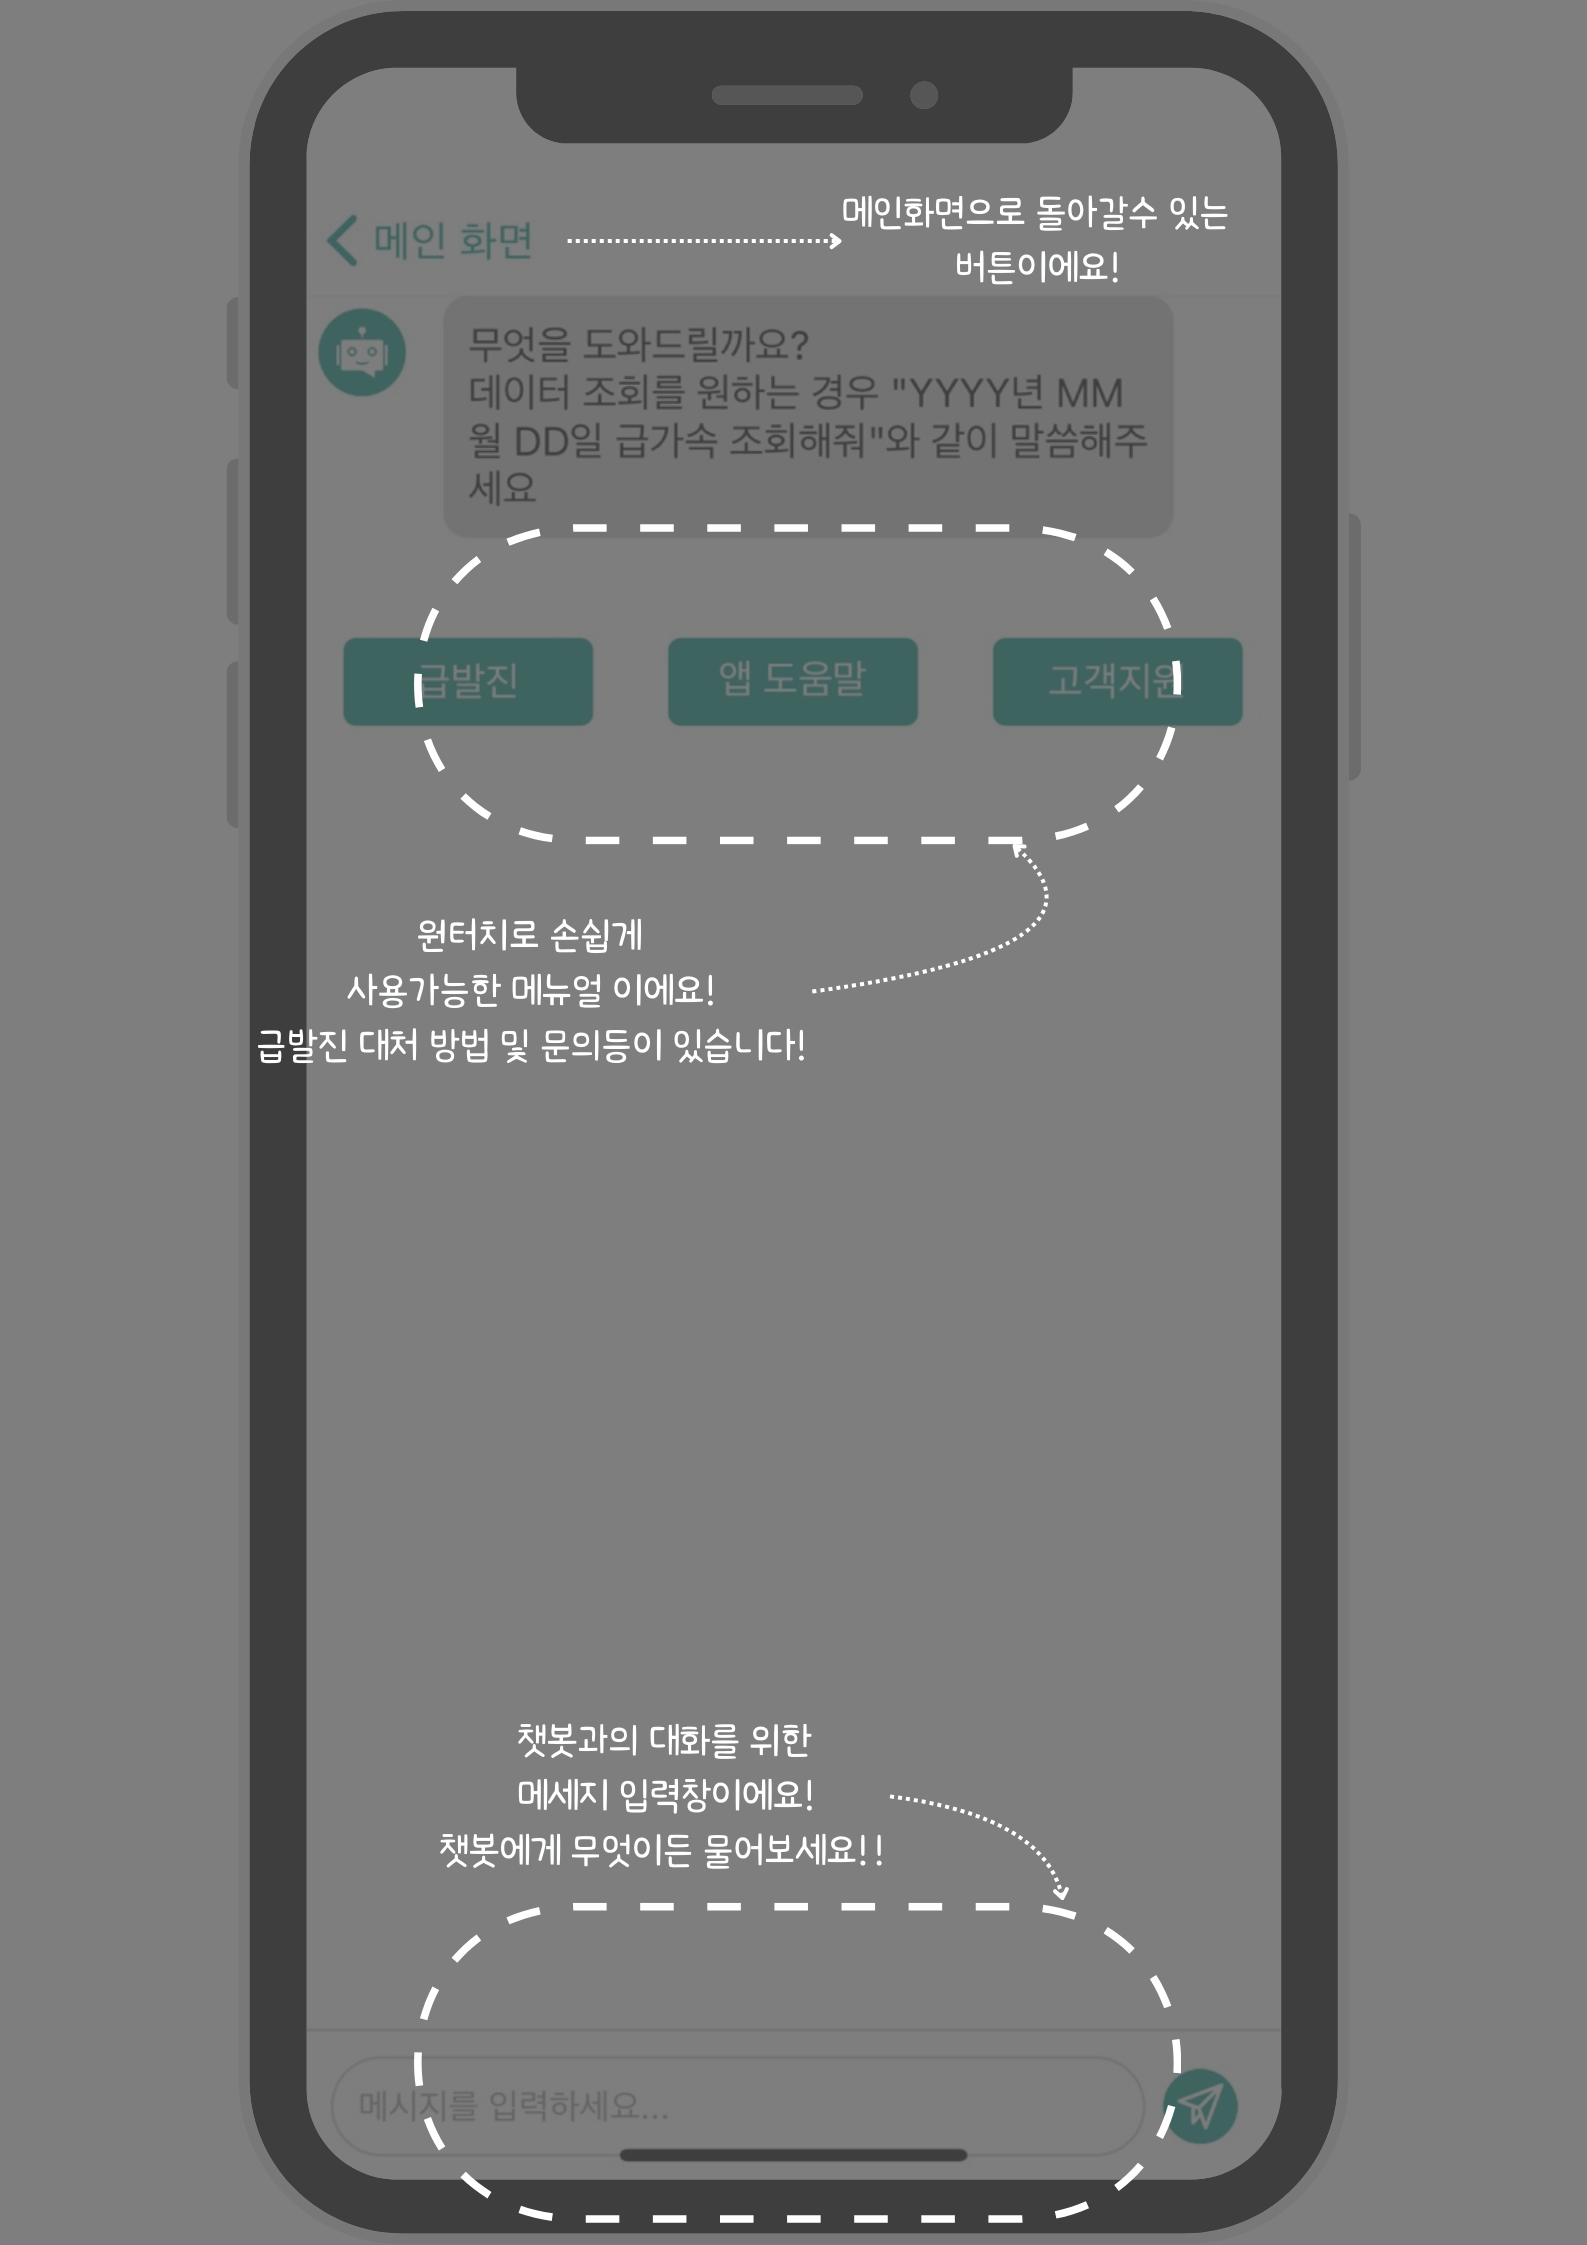 메인 화면
메인화면으로 돌아갈수 있는
버튼이에요!
무엇을 도와드릴까요?
데이터 조회를 원하는 경우 "YYYY년 MM
월 DD일 급가속 조회해줘"와 같이 말씀해주
세요
급발진
앱 도움말
고객지원
원터치로 손쉽게
사용가능한 메뉴얼 이에요!
급발진 대처 방법 및 문의등이 있습니다!
챗봇과의 대화를 위한
메세지 입력창이에요!
챗봇에게 무엇이든 물어보세요!!
메시지를 입력하세요...